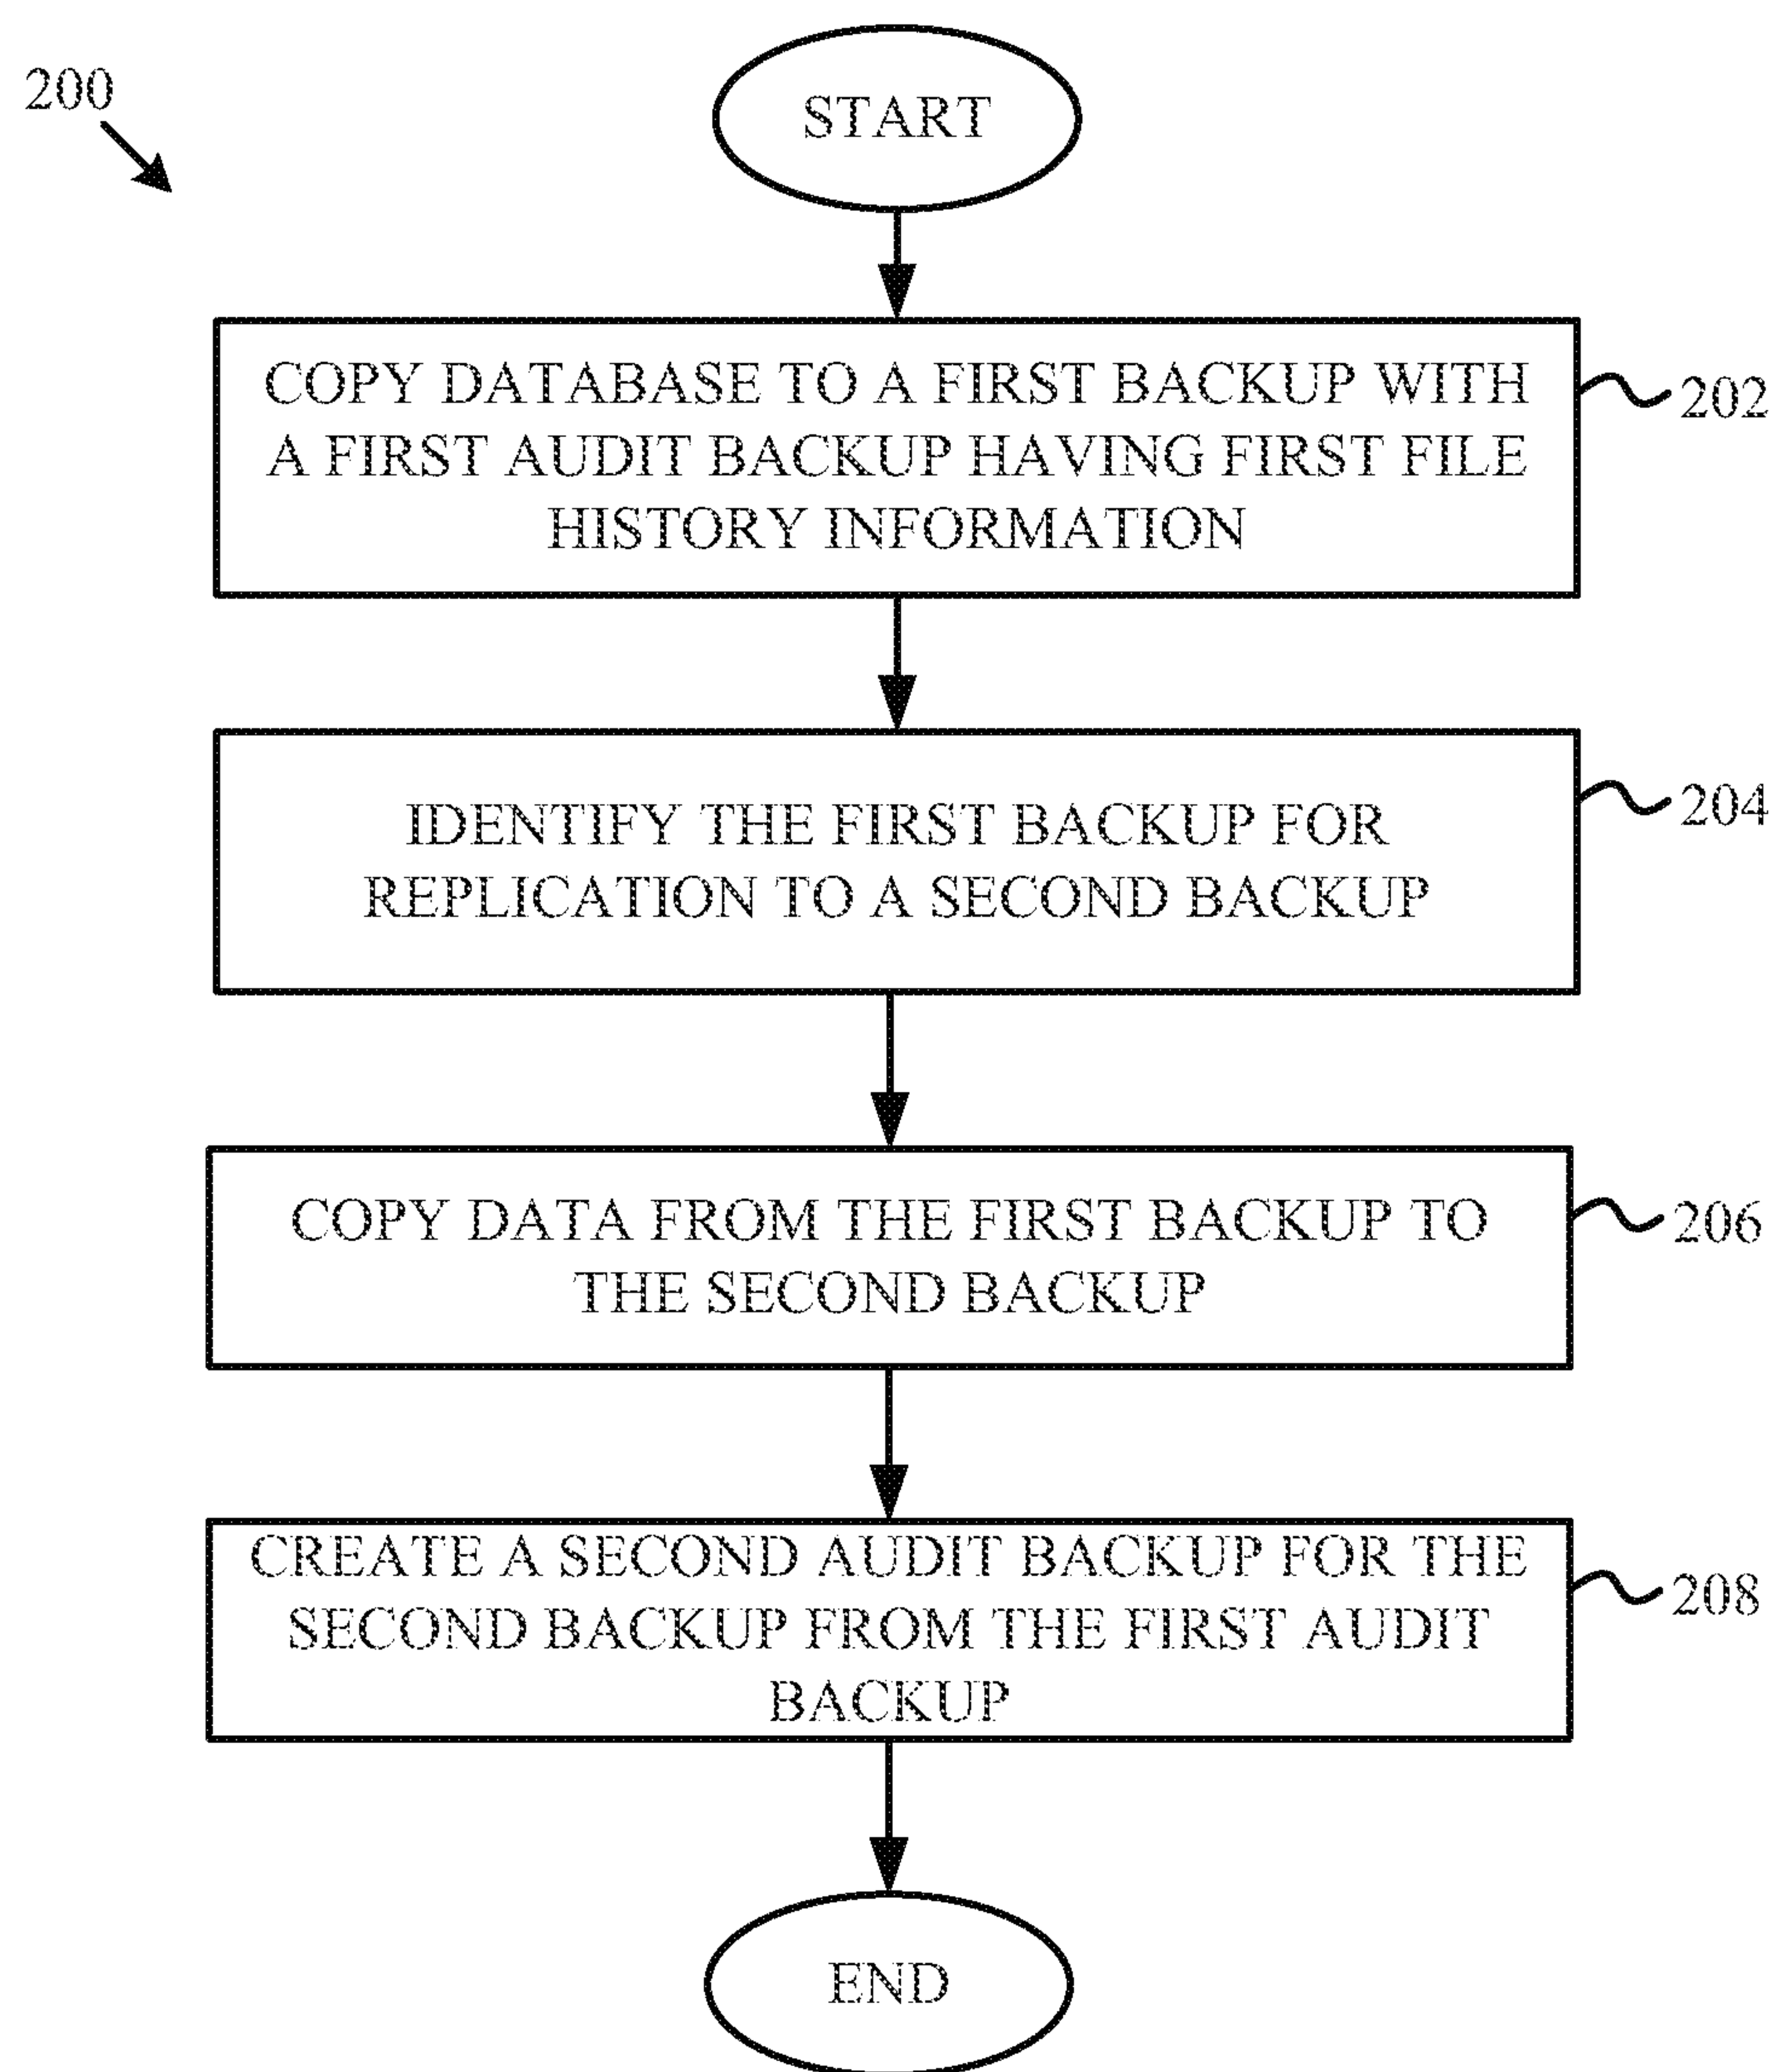 200
START
COPY DATABASE TO A FIRST BACKUP WITH
A FIRST AUDIT BACKUP HAVING FIRST FILE
HISTORY INFORMATION
202
IDENTIFY THE FIRST BACKUP FOR
REPLICATION TO A SECOND BACKUP
204
COPY DATA FROM THE FIRST BACKUP TO
THE SECOND BACKUP
206
CREATE A SECOND AUDIT BACKUP FOR THE
SECOND BACKUP FROM THE FIRST AUDIT
BACKUP
208
END